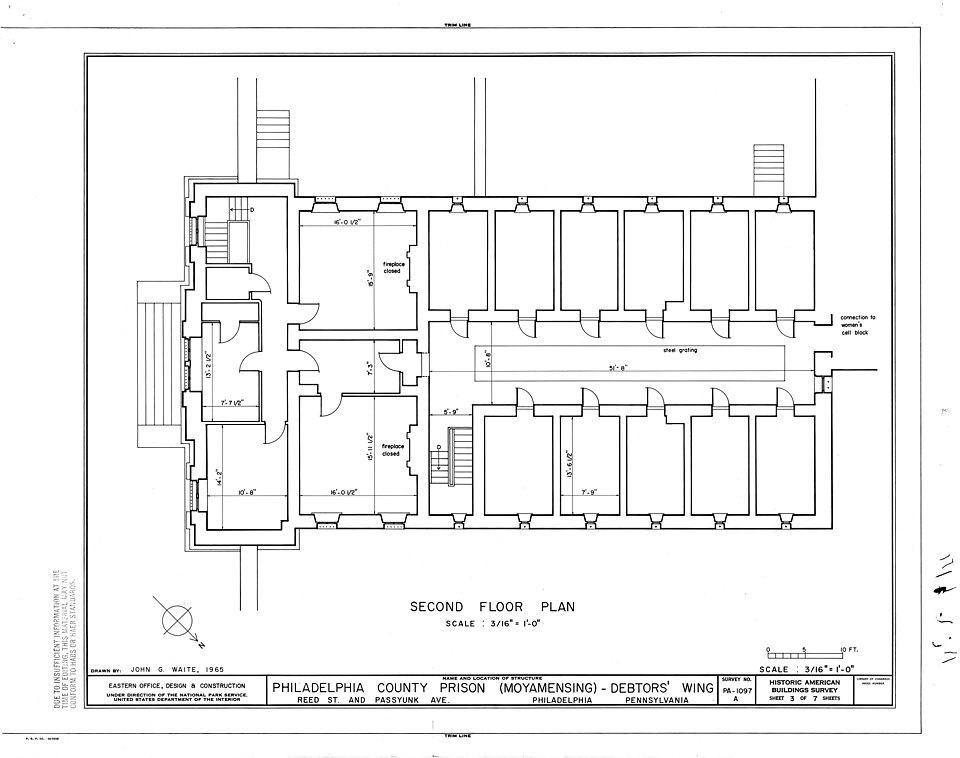 TRIM LINE
D
16'-0 1/2"
fireplace
closed
15'-9"
connection to
women's
cell block
steel grating
10'-8"
51'-8"
13'-2 1/2"
7'-3"
7'-7 1/2"
5'-9"
D
14'-2"
10'-8"
15'-11 1/2"
fireplace
closed
16'-0 1/2"
13'-6 1/2"
7'-9"
SECOND FLOOR PLAN
SCALE : 3/16" = 1'-0"
N
0 5 10 FT.
SCALE : 3/16" = 1'-0"
DUE TO INSUFFICIENT INFORMATION AT THE
TIME OF EDITING, THIS MATERIAL MAY NOT
CONFORM TO HABS OR HAER STANDARDS.
DRAWN BY: JOHN G. WAITE, 1965
EASTERN OFFICE, DESIGN & CONSTRUCTION
UNDER DIRECTION OF THE NATIONAL PARK SERVICE,
UNITED STATES DEPARTMENT OF THE INTERIOR
NAME AND LOCATION OF STRUCTURE
PHILADELPHIA COUNTY PRISON (MOYAMENSING) - DEBTORS' WING
REED ST. AND PASSYUNK AVE. PHILADELPHIA PENNSYLVANIA
SURVEY NO.
PA-1097
A
HISTORIC AMERICAN
BUILDINGS SURVEY
SHEET 3 OF 7 SHEETS
LIBRARY OF CONGRESS
INDEX NUMBER
TRIM LINE